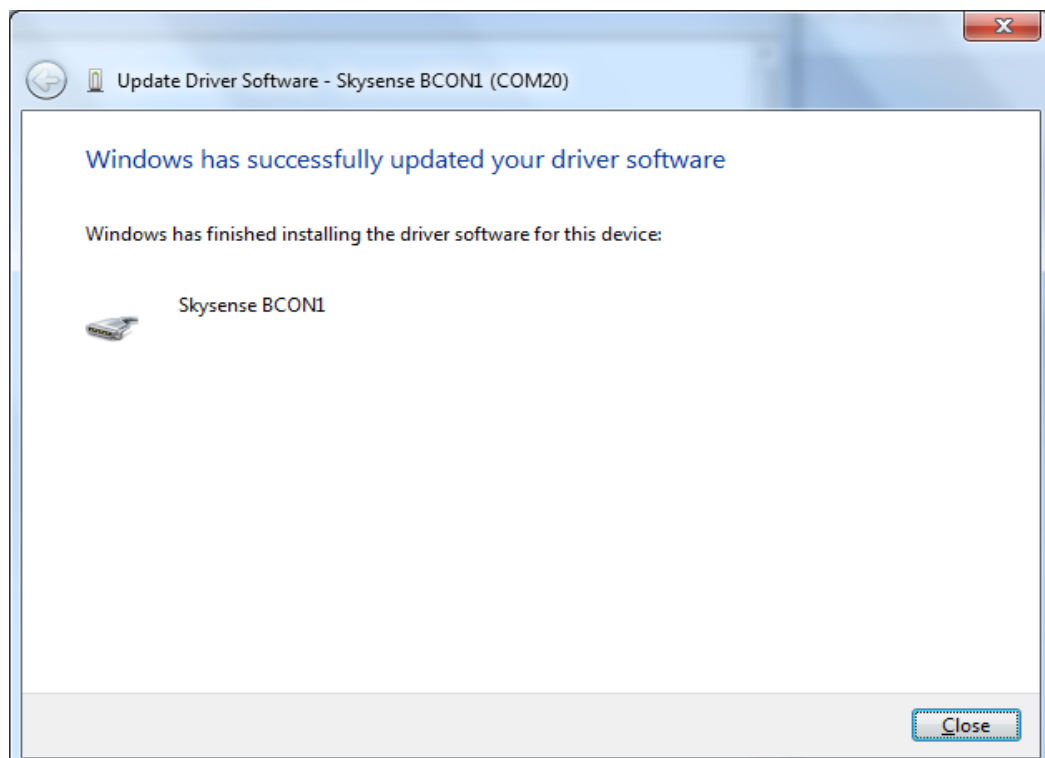 Update Driver Software - Skysense BCON1 (COM20)
Windows has successfully updated your driver software
Windows has finished installing the driver software for this device:
Skysense BCON1
Close